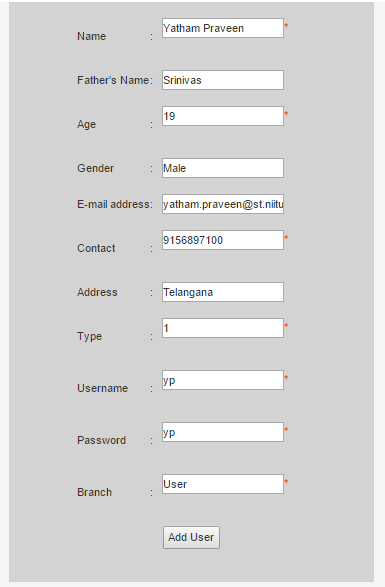 Name : Yatham Praveen *
Father's Name: Srinivas
Age : 19 *
Gender : Male
E-mail address: yatham.praveen@st.niitu
Contact : 9156897100 *
Address : Telangana
Type : 1 *
Username : yp *
Password : yp *
Branch : User *
Add User